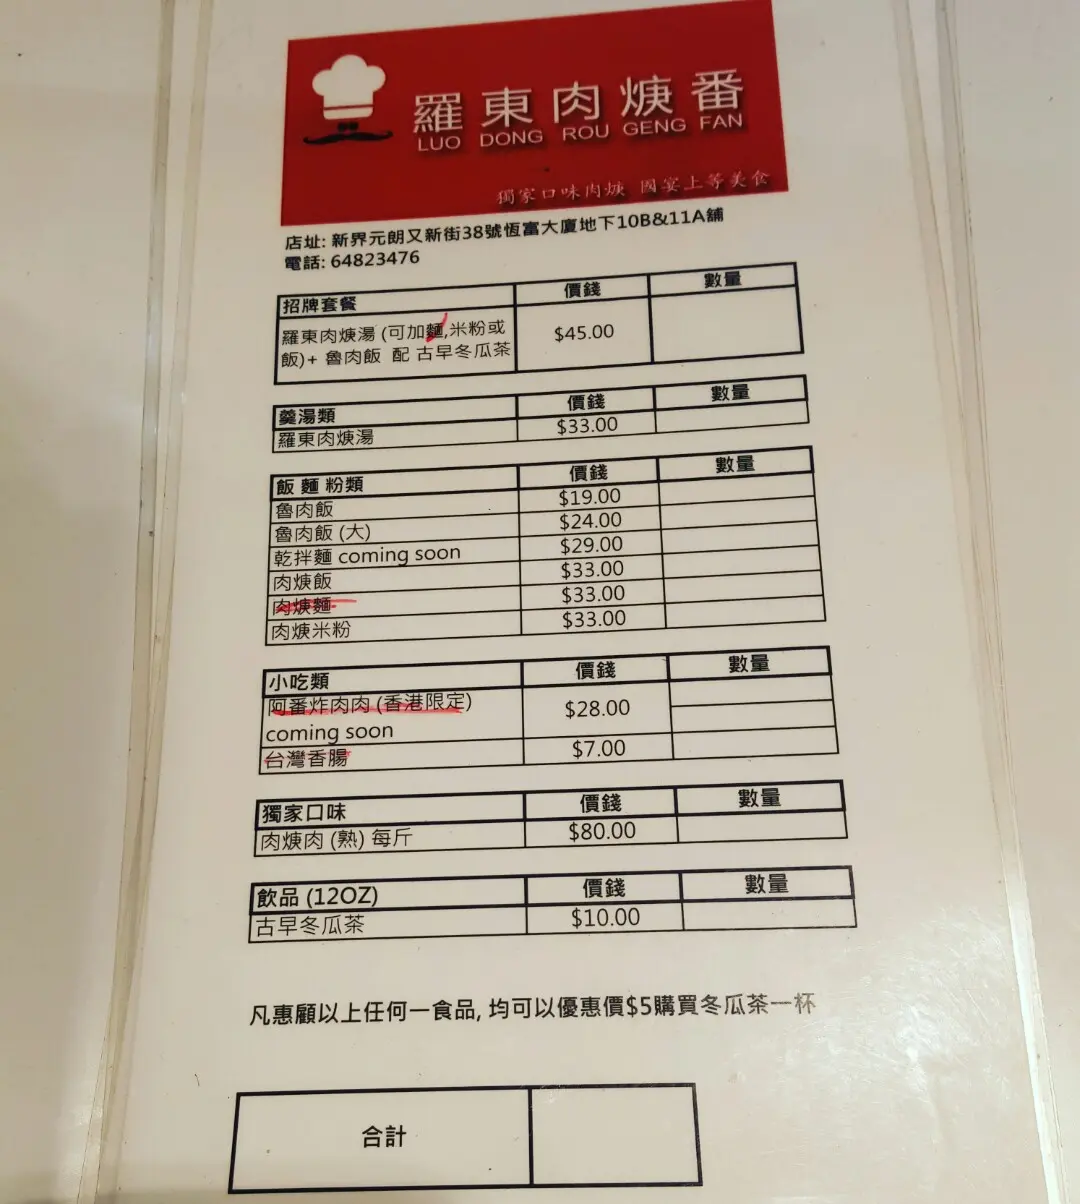 羅東肉焿番
LUO DONG ROU GENG FAN
獨家口味肉焿 國宴上等美食
店址: 新界元朗又新街38號恆富大廈地下10B&11A舖
電話: 64823476
招牌套餐 價錢 數量
羅東肉焿湯 (可加麵,米粉或
飯)+ 魯肉飯 配 古早冬瓜茶 $45.00
羹湯類 價錢 數量
羅東肉焿湯 $33.00
飯 麵 粉類 價錢 數量
魯肉飯 $19.00
魯肉飯 (大) $24.00
乾拌麵 coming soon $29.00
肉焿飯 $33.00
肉焿麵 $33.00
肉焿米粉 $33.00
小吃類 價錢 數量
阿番炸肉肉 (香港限定)
coming soon $28.00
台灣香腸 $7.00
獨家口味 價錢 數量
肉焿肉 (熟) 每斤 $80.00
飲品 (12OZ) 價錢 數量
古早冬瓜茶 $10.00
凡惠顧以上任何一食品, 均可以優惠價$5購買冬瓜茶一杯
合計